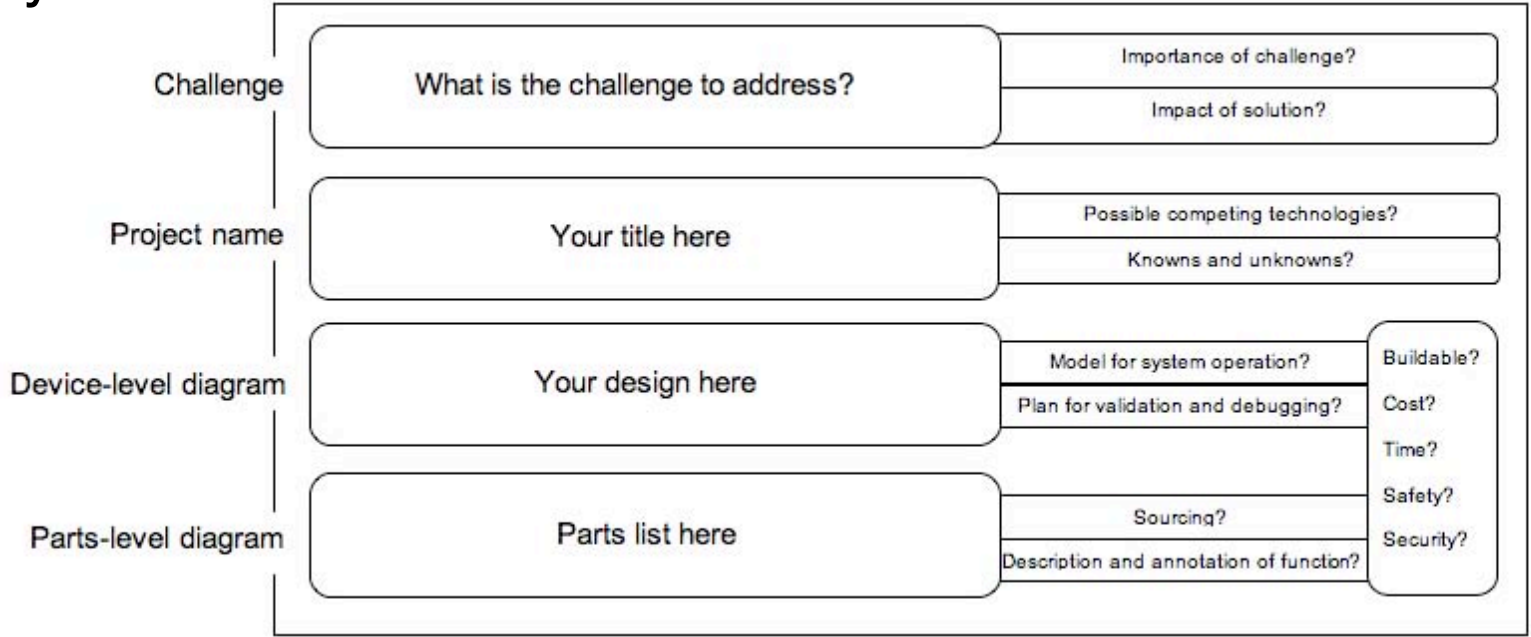 y
Challenge
What is the challenge to address?
Importance of challenge?
Impact of solution?
Project name
Your title here
Possible competing technologies?
Knowns and unknowns?
Device-level diagram
Your design here
Model for system operation?
Plan for validation and debugging?
Parts-level diagram
Parts list here
Sourcing?
Description and annotation of function?
Buildable?
Cost?
Time?
Safety?
Security?